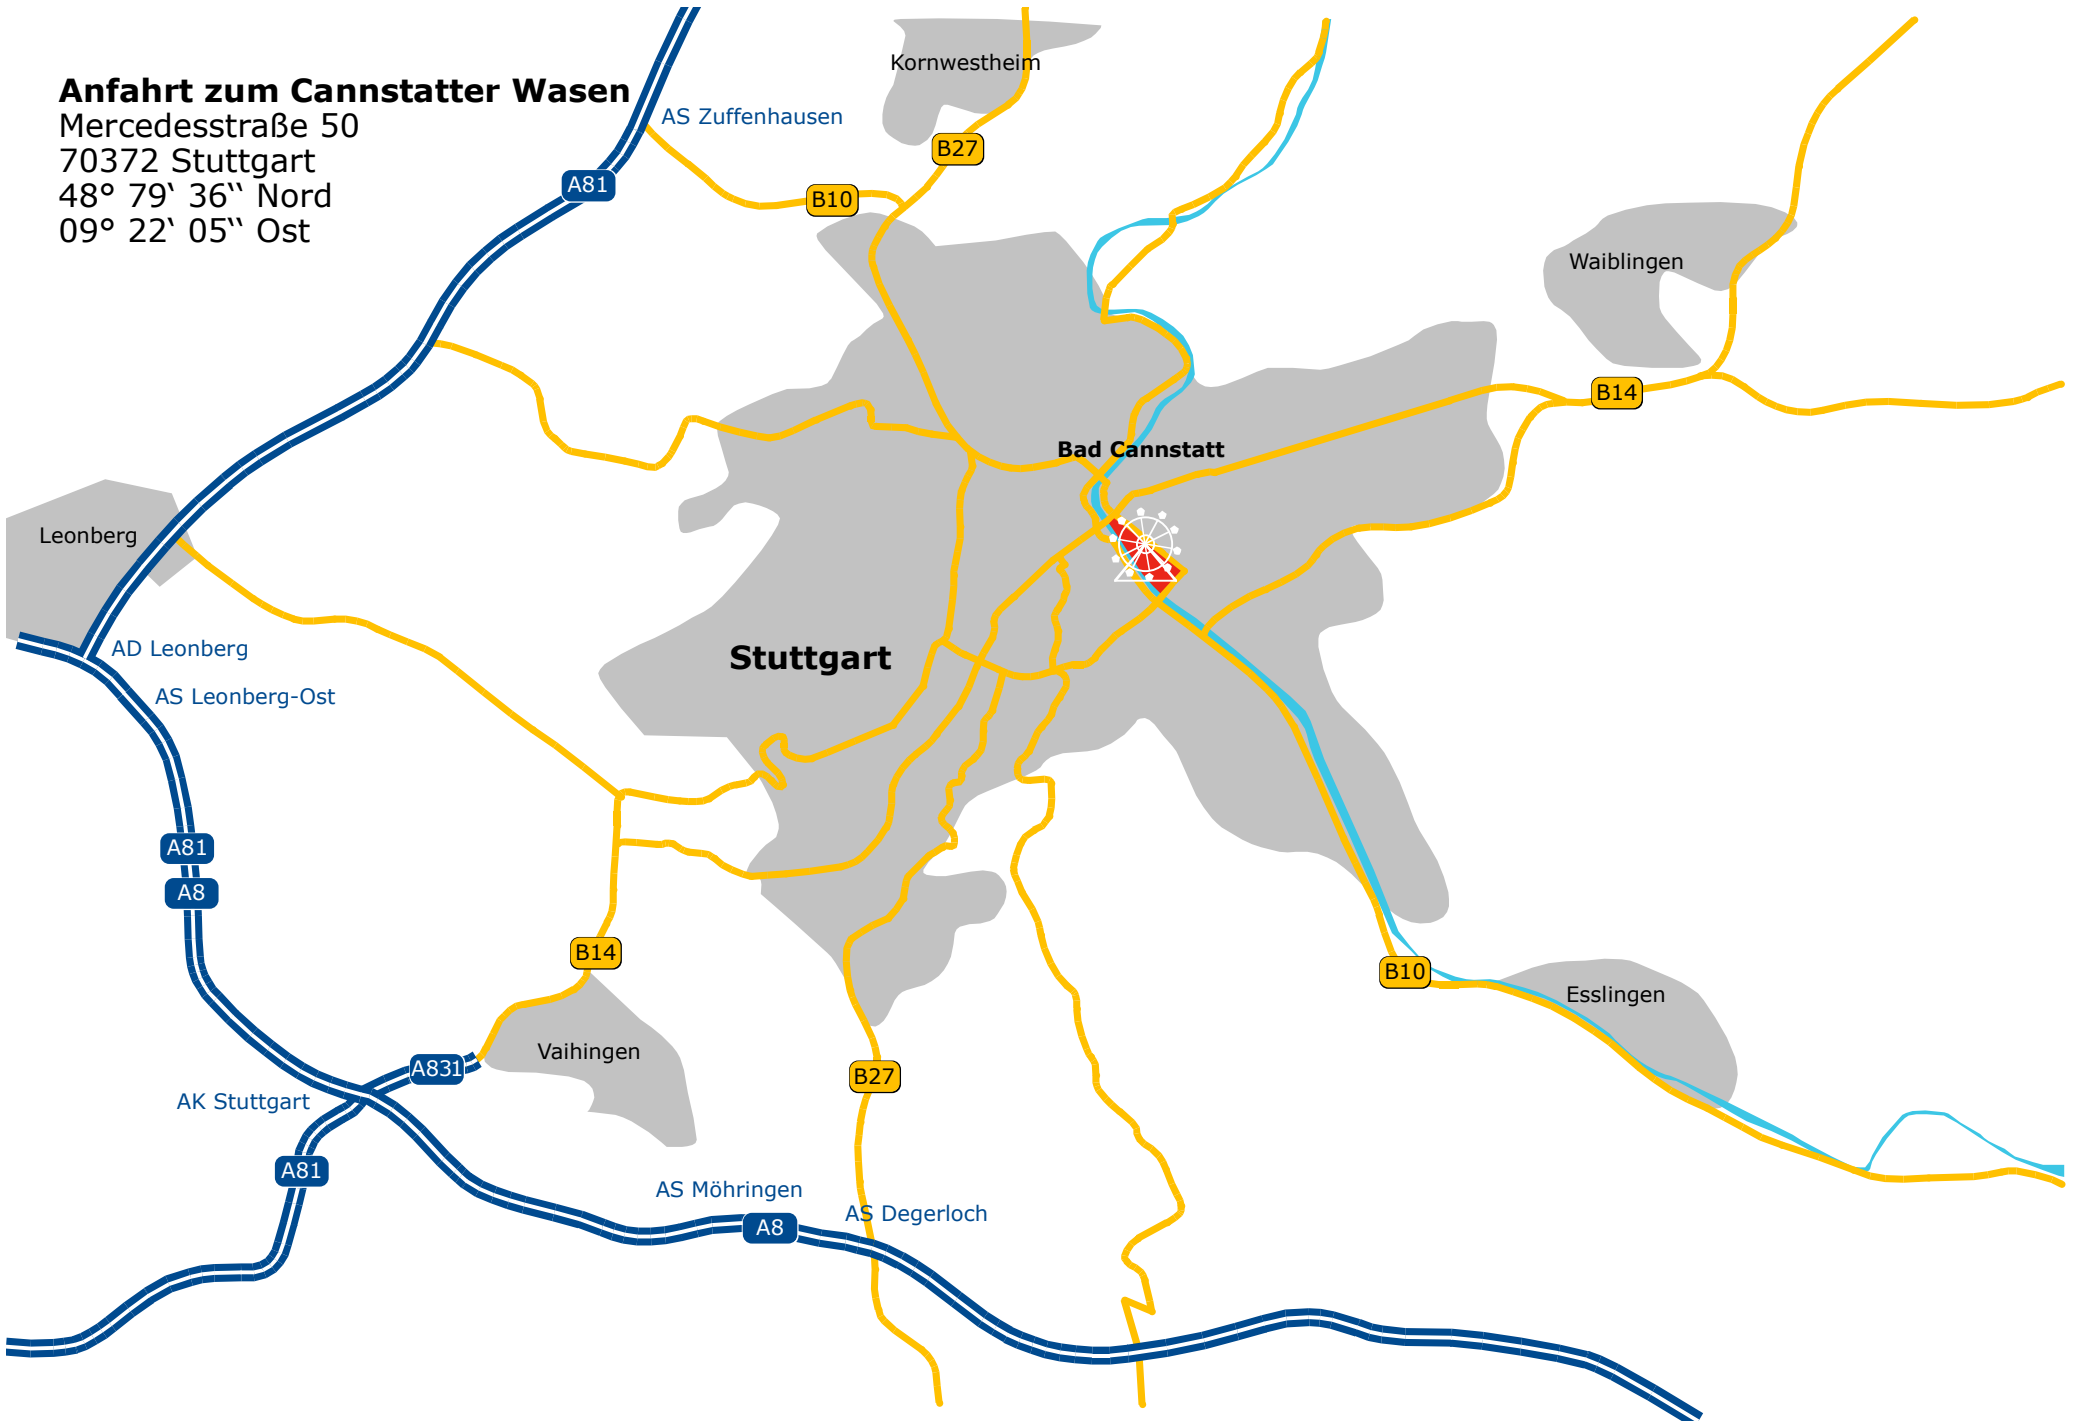 Anfahrt zum Cannstatter Wasen
Mercedesstraße 50
70372 Stuttgart
48° 79‘ 36‘‘ Nord
09° 22‘ 05‘‘ Ost
Kornwestheim
AS Zuffenhausen
B27
A81
B10
Waiblingen
B14
Bad Cannstatt
Leonberg
AD Leonberg
Stuttgart
AS Leonberg-Ost
A81
A8
B14
B10
Esslingen
Vaihingen
A831
B27
AK Stuttgart
A81
AS Möhringen
AS Degerloch
A8